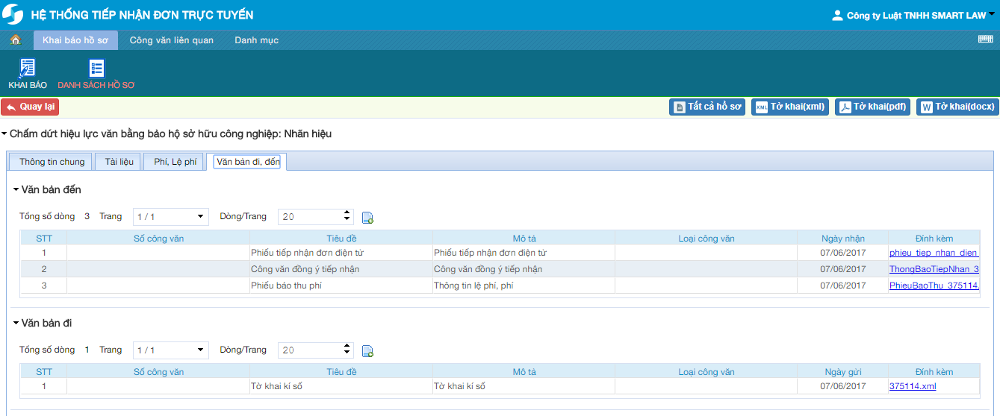 HỆ THỐNG TIẾP NHẬN ĐƠN TRỰC TUYẾN
Công ty Luật TNHH SMART LAW
Khai báo hồ sơ Công văn liên quan Danh mục
KHAI BÁO DANH SÁCH HỒ SƠ
Quay lại Tất cả hồ sơ XML Tờ khai(xml) Tờ khai(pdf) W Tờ khai(docx)
Chấm dứt hiệu lực văn bằng bảo hộ sở hữu công nghiệp: Nhãn hiệu
Thông tin chung Tài liệu Phí, Lệ phí Văn bản đi, đến
Văn bản đến
Tổng số dòng 3 Trang 1 / 1 Dòng/Trang 20
STT Số công văn Tiêu đề Mô tả Loại công văn Ngày nhận Đính kèm
1 Phiếu tiếp nhận đơn điện tử Phiếu tiếp nhận đơn điện tử 07/06/2017 phieu_tiep_nhan_dien_
2 Công văn đồng ý tiếp nhận Công văn đồng ý tiếp nhận 07/06/2017 ThongBaoTiepNhan_3
3 Phiếu báo thu phí Thông tin lệ phí, phí 07/06/2017 PhieuBaoThu_375114.
Văn bản đi
Tổng số dòng 1 Trang 1 / 1 Dòng/Trang 20
STT Số công văn Tiêu đề Mô tả Loại công văn Ngày gửi Đính kèm
1 Tờ khai kí số Tờ khai kí số 07/06/2017 375114.xml